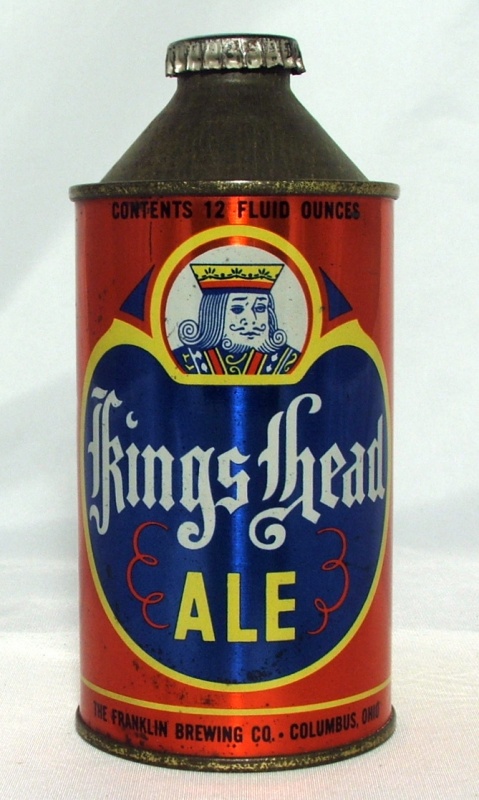 CONTENTS 12 FLUID OUNCES
Kings Head
ALE
THE FRANKLIN BREWING CO. • COLUMBUS, OHIO